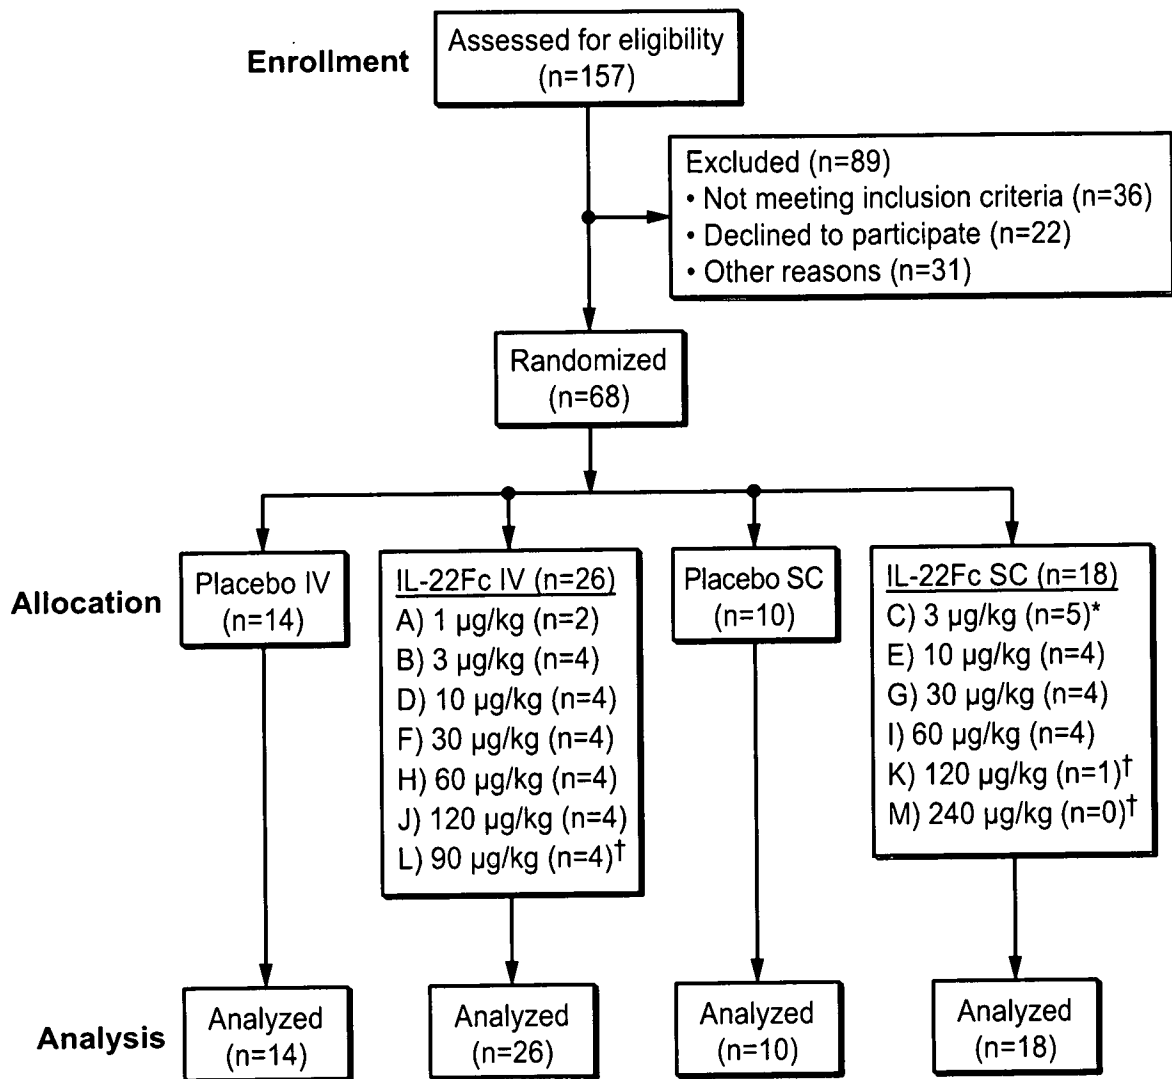 Enrollment
Assessed for eligibility
(n=157)
Excluded (n=89)
• Not meeting inclusion criteria (n=36)
• Declined to participate (n=22)
• Other reasons (n=31)
Randomized
(n=68)
Allocation
Placebo IV
(n=14)
IL-22Fc IV (n=26)
A) 1 µg/kg (n=2)
B) 3 µg/kg (n=4)
D) 10 µg/kg (n=4)
F) 30 µg/kg (n=4)
H) 60 µg/kg (n=4)
J) 120 µg/kg (n=4)
L) 90 µg/kg (n=4)†
Placebo SC
(n=10)
IL-22Fc SC (n=18)
C) 3 µg/kg (n=5)*
E) 10 µg/kg (n=4)
G) 30 µg/kg (n=4)
I) 60 µg/kg (n=4)
K) 120 µg/kg (n=1)†
M) 240 µg/kg (n=0)†
Analysis
Analyzed
(n=14)
Analyzed
(n=26)
Analyzed
(n=10)
Analyzed
(n=18)